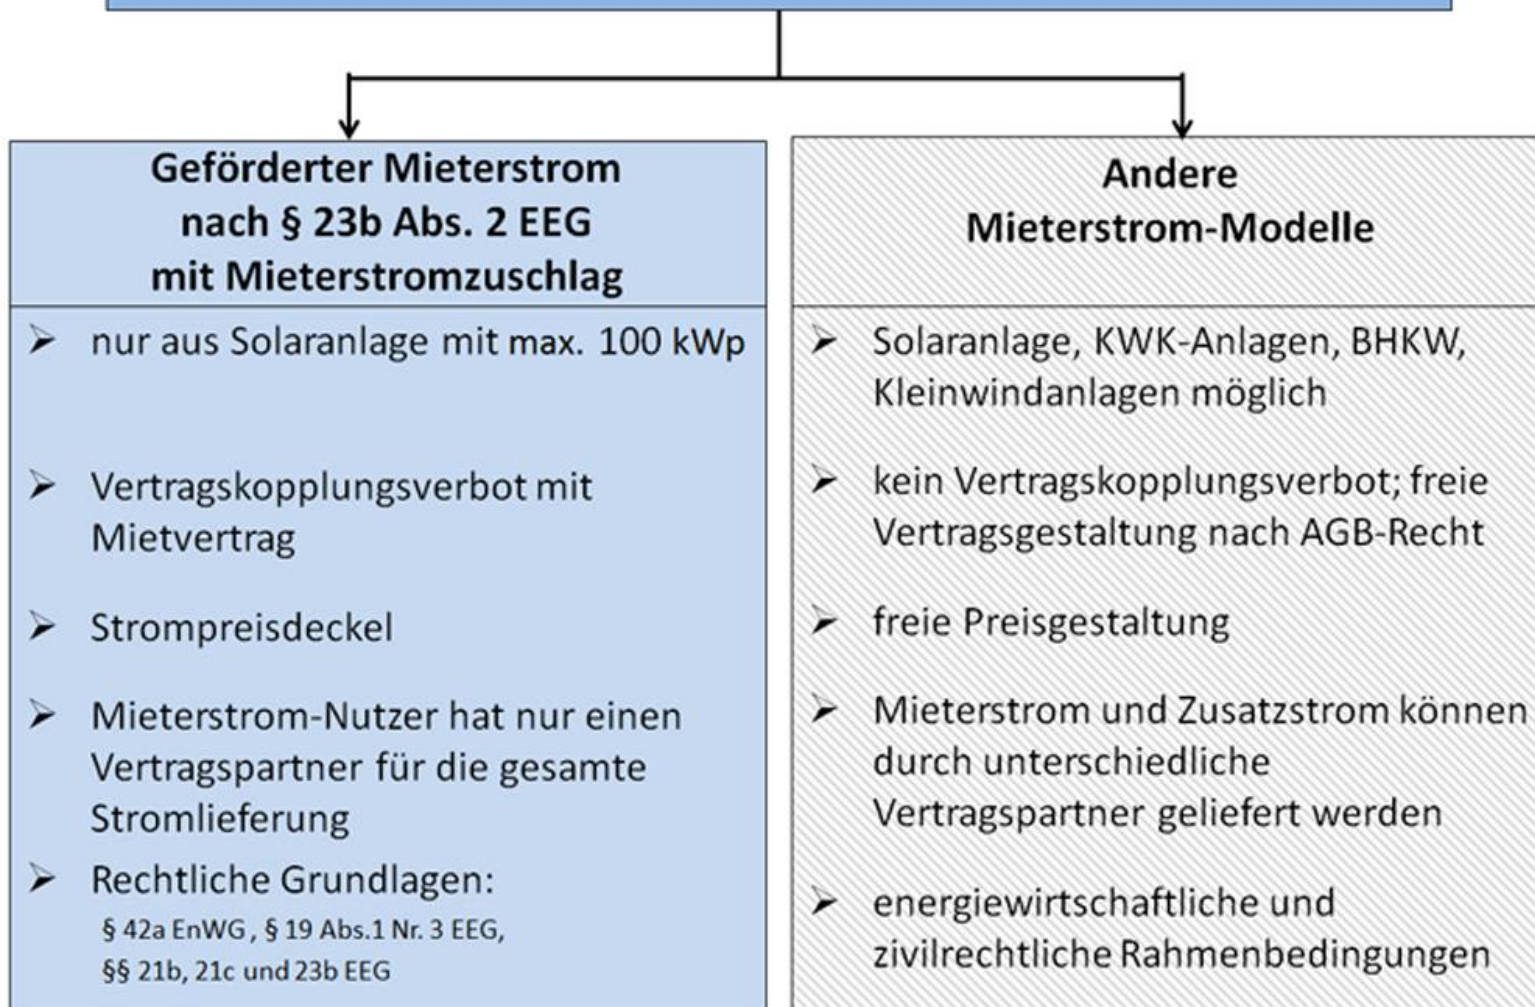 Geförderter Mieterstrom
nach § 23b Abs. 2 EEG
mit Mieterstromzuschlag
nur aus Solaranlage mit max. 100 kWp
Vertragskopplungsverbot mit
Mietvertrag
Strompreisdeckel
Mieterstrom-Nutzer hat nur einen
Vertragspartner für die gesamte
Stromlieferung
Rechtliche Grundlagen:
§ 42a EnWG, § 19 Abs.1 Nr. 3 EEG,
§§ 21b, 21c und 23b EEG
Andere
Mieterstrom-Modelle
Solaranlage, KWK-Anlagen, BHKW,
Kleinwindanlagen möglich
kein Vertragskopplungsverbot; freie
Vertragsgestaltung nach AGB-Recht
freie Preisgestaltung
Mieterstrom und Zusatzstrom können
durch unterschiedliche
Vertragspartner geliefert werden
energiewirtschaftliche und
zivilrechtliche Rahmenbedingungen